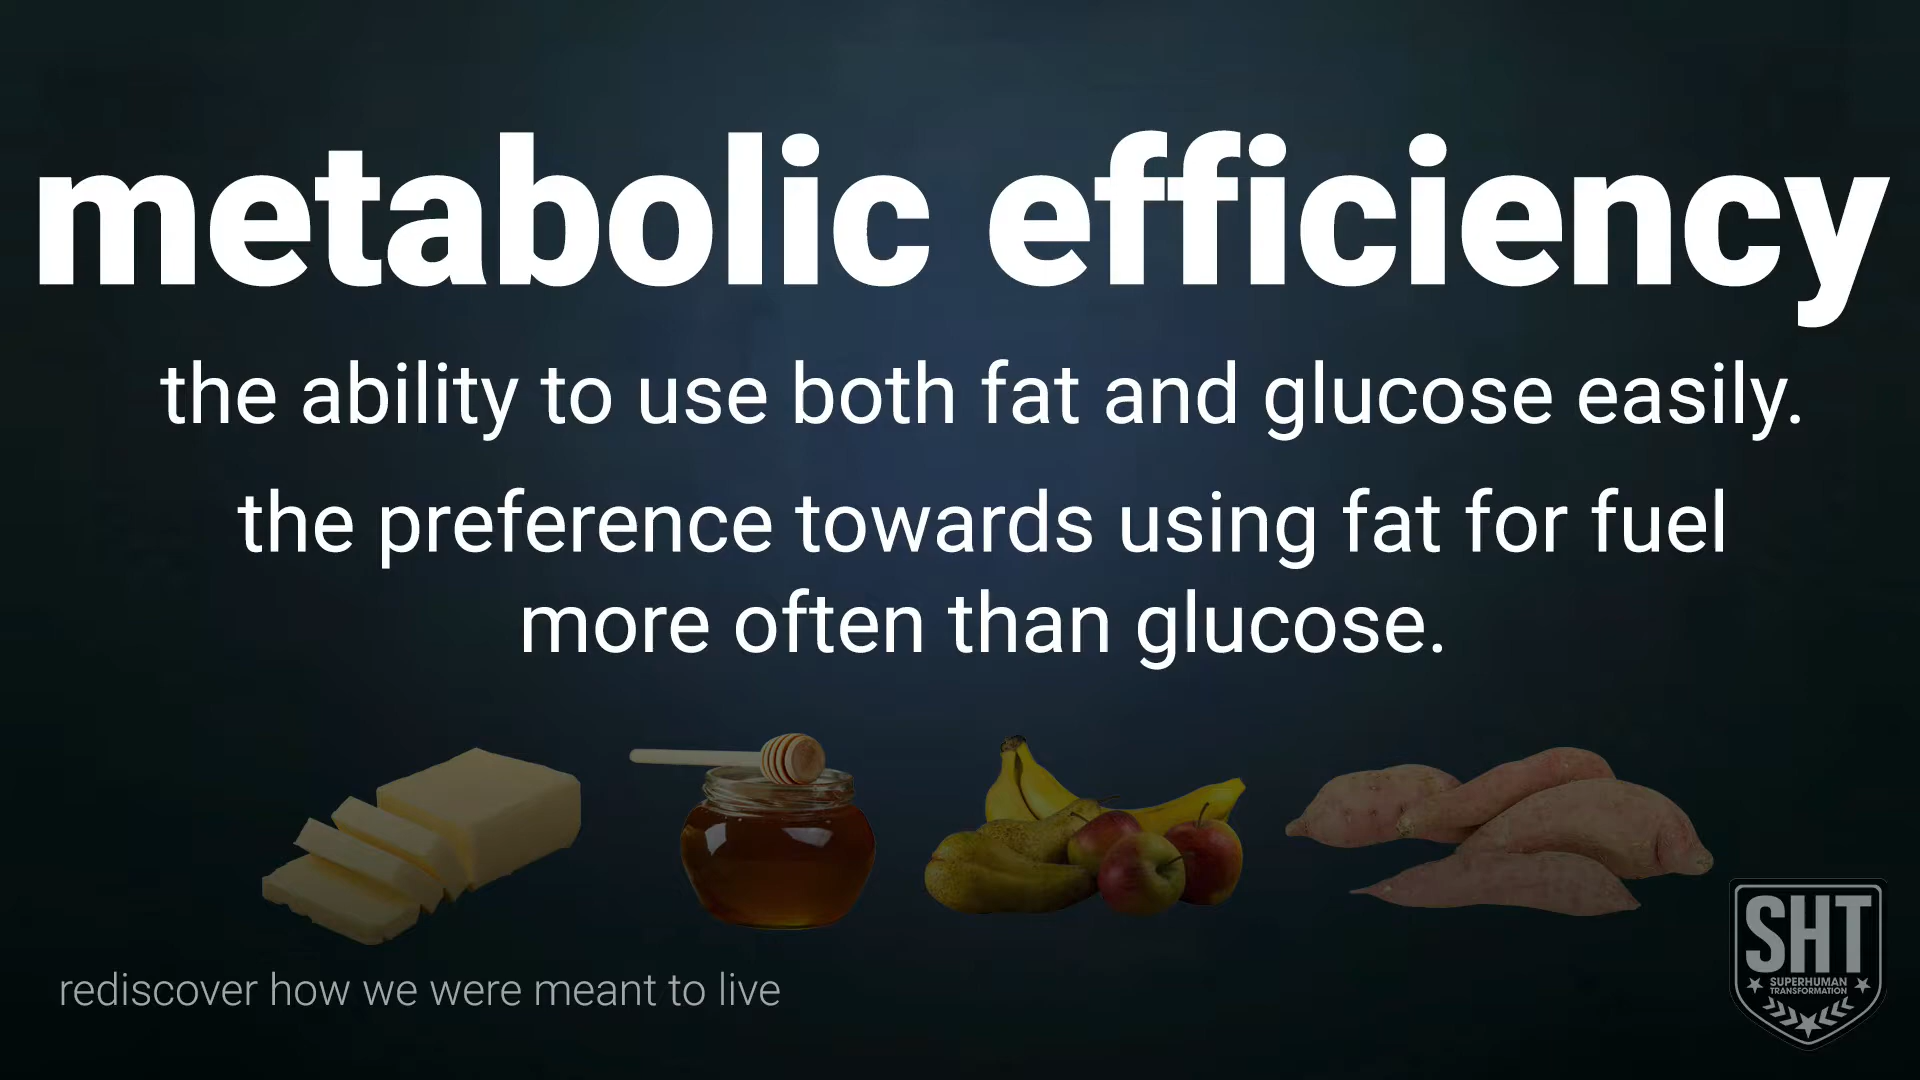 metabolic efficiency
the ability to use both fat and glucose easily.
the preference towards using fat for fuel
more often than glucose.
rediscover how we were meant to live
SHT
SUPERHUMAN
TRANSFORMATION